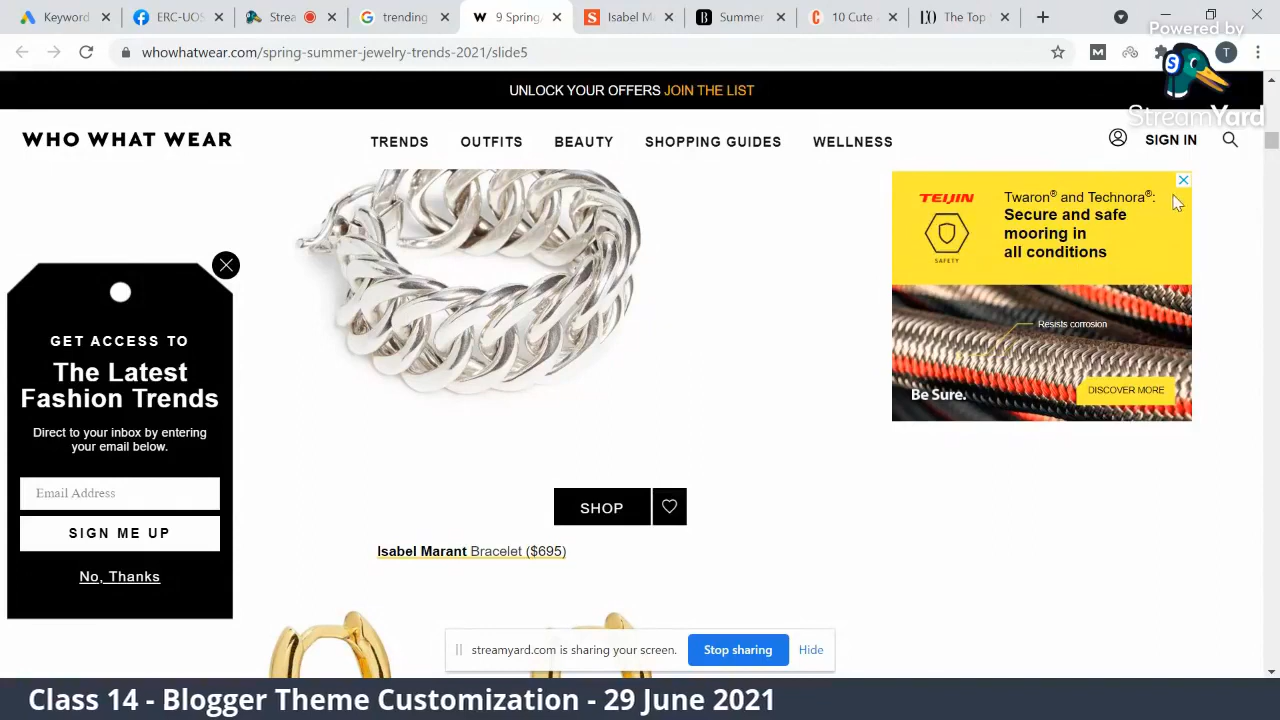 Keyword
ERC-UOS
Strea
trending
9 Spring/
Isabel M
Summer
10 Cute
The Top
Powered by
StreamYard
whowhatwear.com/spring-summer-jewelry-trends-2021/slide5
UNLOCK YOUR OFFERS JOIN THE LIST
WHO WHAT WEAR
TRENDS
OUTFITS
BEAUTY
SHOPPING GUIDES
WELLNESS
SIGN IN
TEIJIN
SAFETY
Twaron® and Technora®:
Secure and safe
mooring in
all conditions
Resists corrosion
Be Sure.
DISCOVER MORE
GET ACCESS TO
The Latest
Fashion Trends
Direct to your inbox by entering
your email below.
Email Address
SIGN ME UP
No, Thanks
SHOP
Isabel Marant Bracelet ($695)
streamyard.com is sharing your screen.
Stop sharing
Hide
Class 14 - Blogger Theme Customization - 29 June 2021